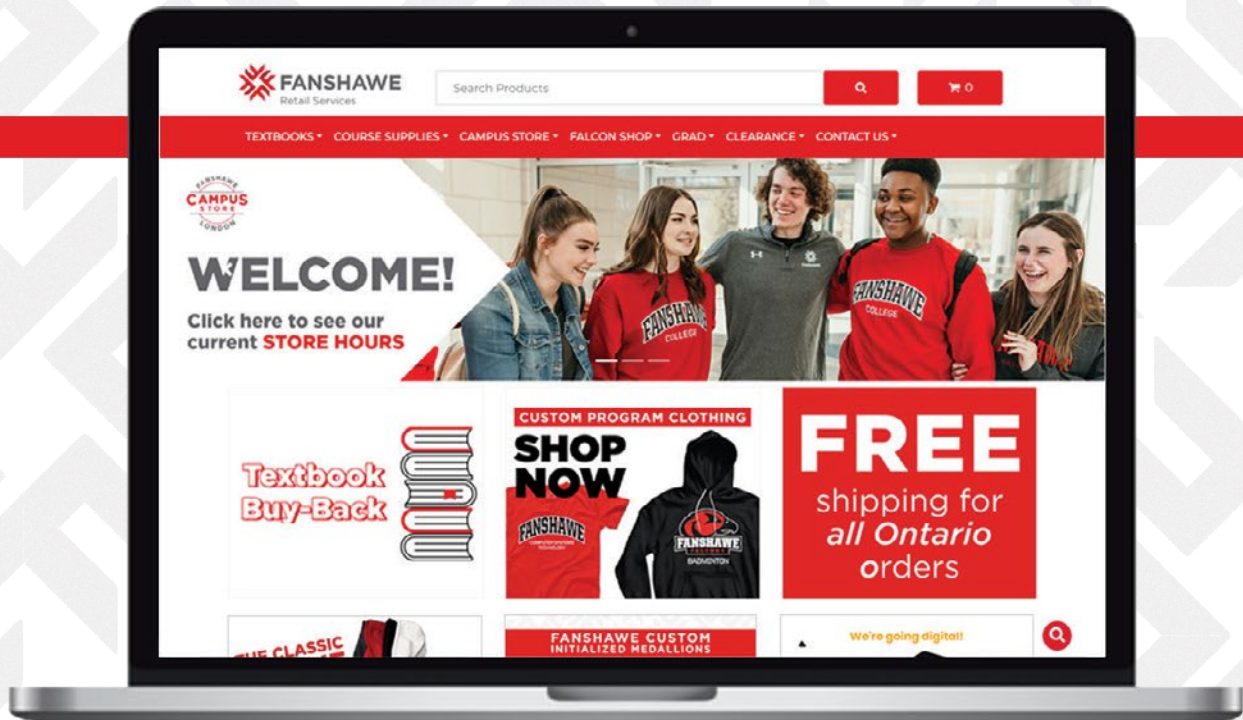 FANSHAWE
Retail Services
Search Products
0
TEXTBOOKS COURSE SUPPLIES CAMPUS STORE FALCON SHOP GRAD CLEARANCE CONTACT US
FANSHAWE
CAMPUS
STORE
LONDON
WELCOME!
Click here to see our
current STORE HOURS
FANSHAWE
COLLEGE
FANSHAWE
COLLEGE
Textbook
Buy-Back
CUSTOM PROGRAM CLOTHING
SHOP
NOW
FANSHAWE
FANSHAWE
FALCONS
BADMINTON
FREE
shipping for
all Ontario
orders
THE CLASSIC
FANSHAWE CUSTOM
INITIALIZED MEDALLIONS
We're going digital!